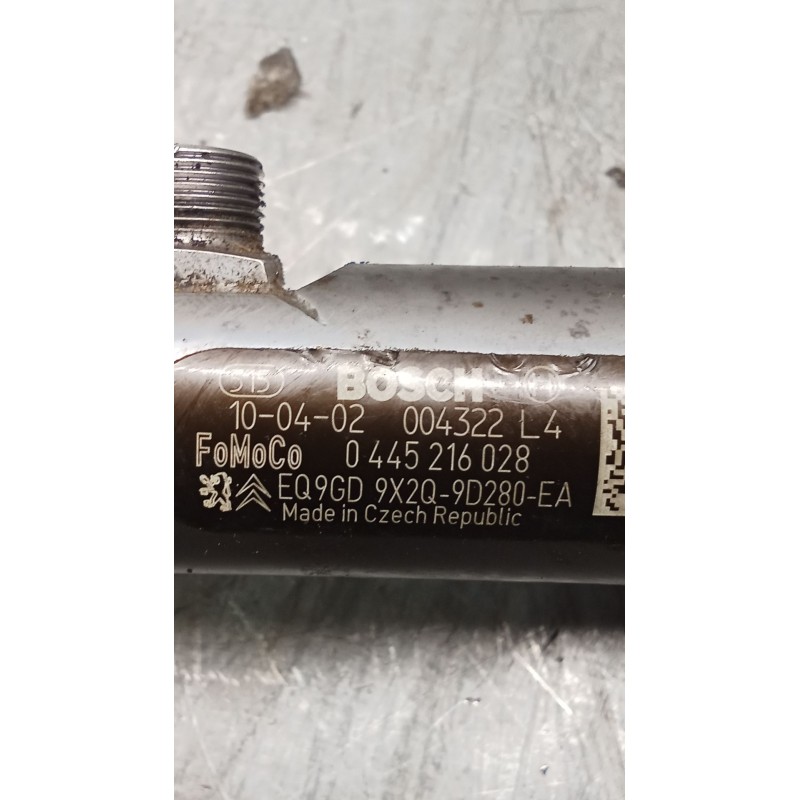 BOSCH
10-04-02 004322 L4
FoMoCo 0 445 216 028
EQ9GD 9X2Q-9D280-EA
Made in Czech Republic